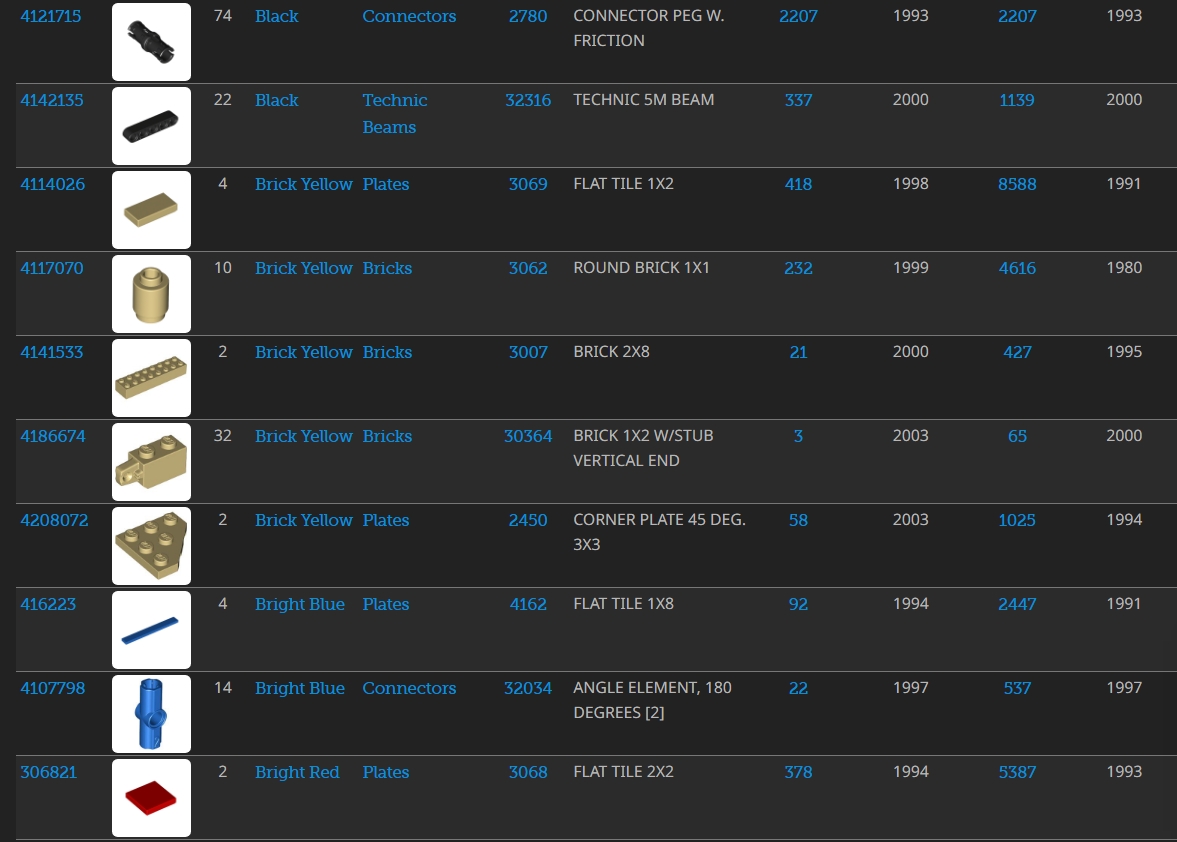 4121715 74 Black Connectors 2780 CONNECTOR PEG W. 2207 1993 2207 1993
FRICTION
4142135 22 Black Technic 32316 TECHNIC 5M BEAM 337 2000 1139 2000
Beams
4114026 4 Brick Yellow Plates 3069 FLAT TILE 1X2 418 1998 8588 1991
4117070 10 Brick Yellow Bricks 3062 ROUND BRICK 1X1 232 1999 4616 1980
4141533 2 Brick Yellow Bricks 3007 BRICK 2X8 21 2000 427 1995
4186674 32 Brick Yellow Bricks 30364 BRICK 1X2 W/STUB 3 2003 65 2000
VERTICAL END
4208072 2 Brick Yellow Plates 2450 CORNER PLATE 45 DEG. 58 2003 1025 1994
3X3
416223 4 Bright Blue Plates 4162 FLAT TILE 1X8 92 1994 2447 1991
4107798 14 Bright Blue Connectors 32034 ANGLE ELEMENT, 180 22 1997 537 1997
DEGREES [2]
306821 2 Bright Red Plates 3068 FLAT TILE 2X2 378 1994 5387 1993